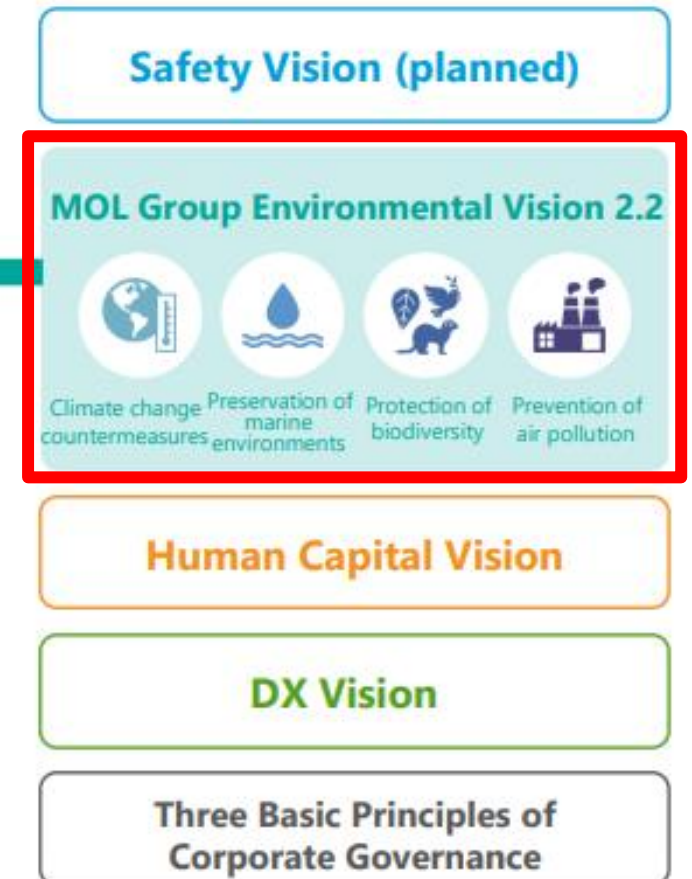 Safety Vision (planned)
MOL Group Environmental Vision 2.2
Climate change
countermeasures
Preservation of
marine
environments
Protection of
biodiversity
Prevention of
air pollution
Human Capital Vision
DX Vision
Three Basic Principles of
Corporate Governance